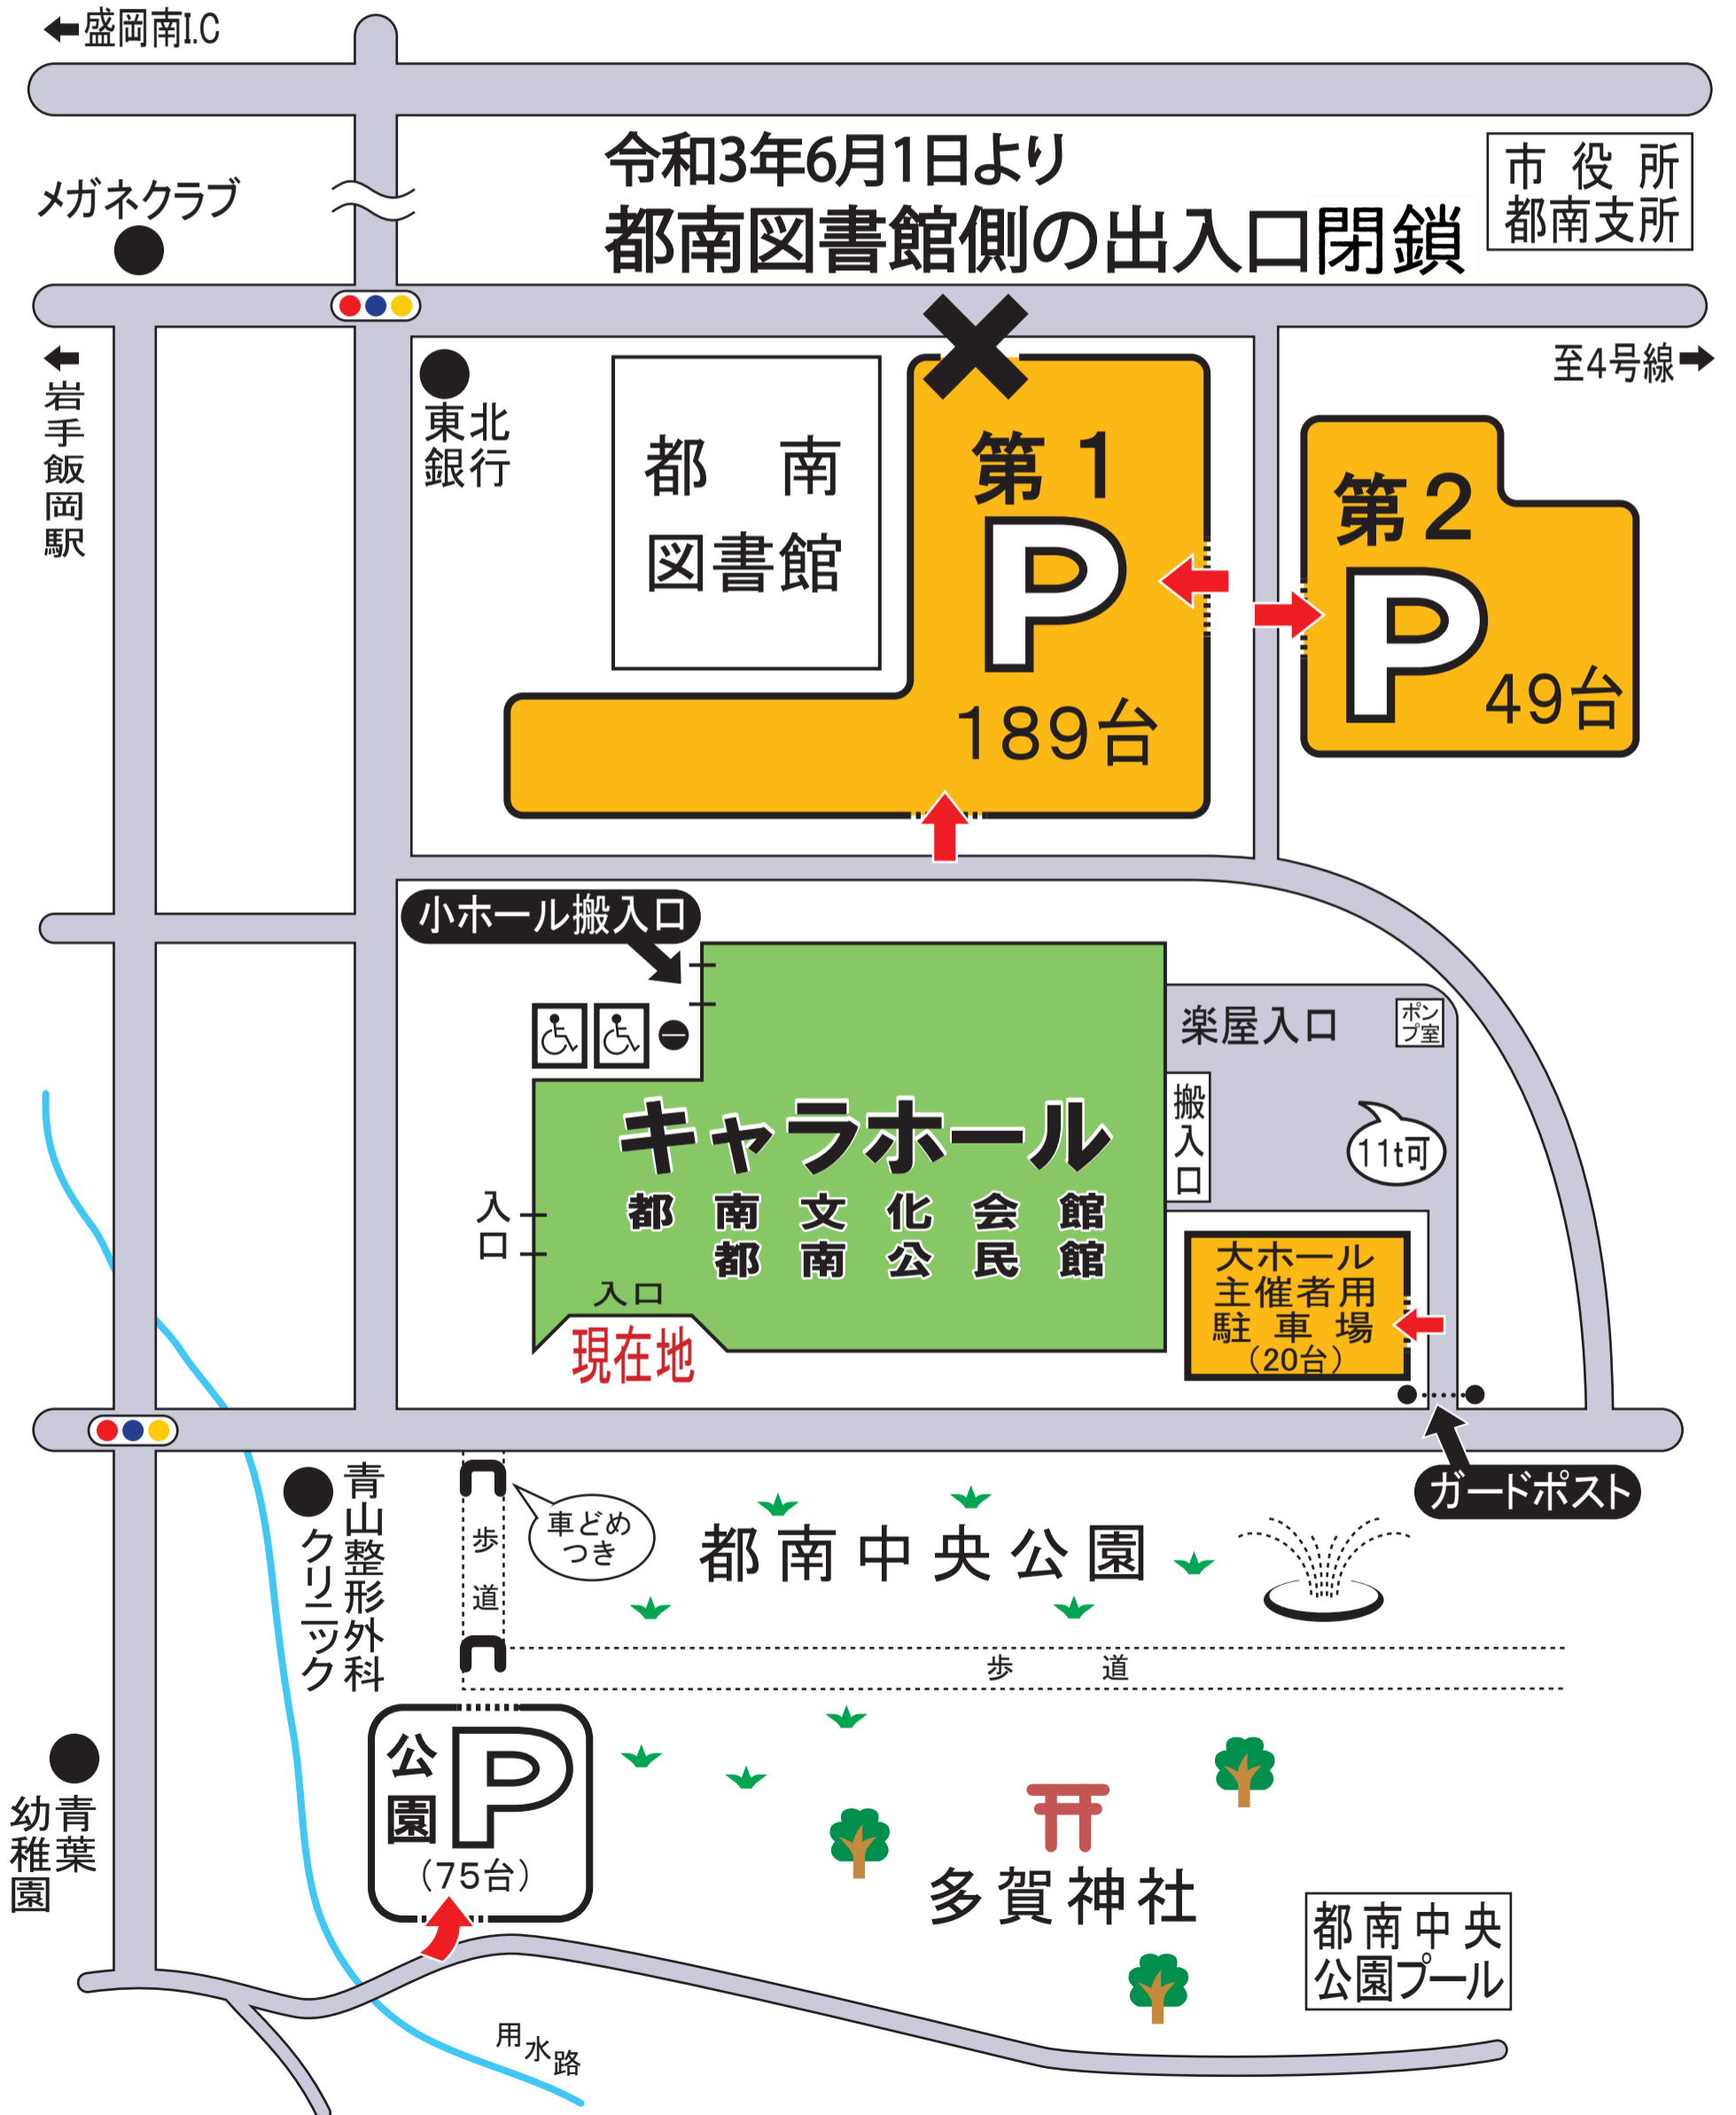 盛岡南I.C
令和3年6月1日より
都南図書館側の出入口閉鎖
市役所
都南支所
メガネクラブ
至4号線
岩手飯岡駅
東北
銀行
都南
図書館
第1
P
189台
第2
P
49台
小ホール搬入口
楽屋入口
ポン
プ室
搬入口
11t可
キャラホール
都南文化会館
都南公民館
入口
入口
現在地
大ホール
主催者用
駐車場
（20台）
ガードポスト
青山整形外科
クリニック
歩道
車どめ
つき
都南中央公園
歩道
公園
P
（75台）
青葉
幼稚園
多賀神社
都南中央
公園プール
用水路